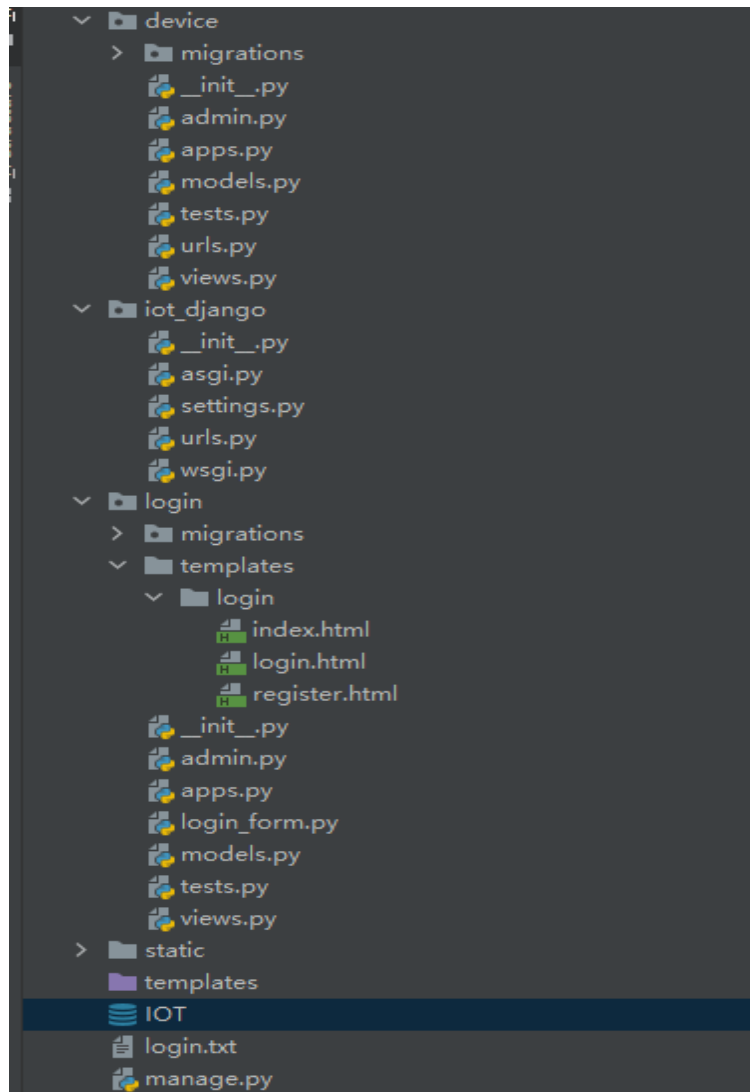 device
migrations
__init__.py
admin.py
apps.py
models.py
tests.py
urls.py
views.py
iot_django
__init__.py
asgi.py
settings.py
urls.py
wsgi.py
login
migrations
templates
login
index.html
login.html
register.html
__init__.py
admin.py
apps.py
login_form.py
models.py
tests.py
views.py
static
templates
IOT
login.txt
manage.py